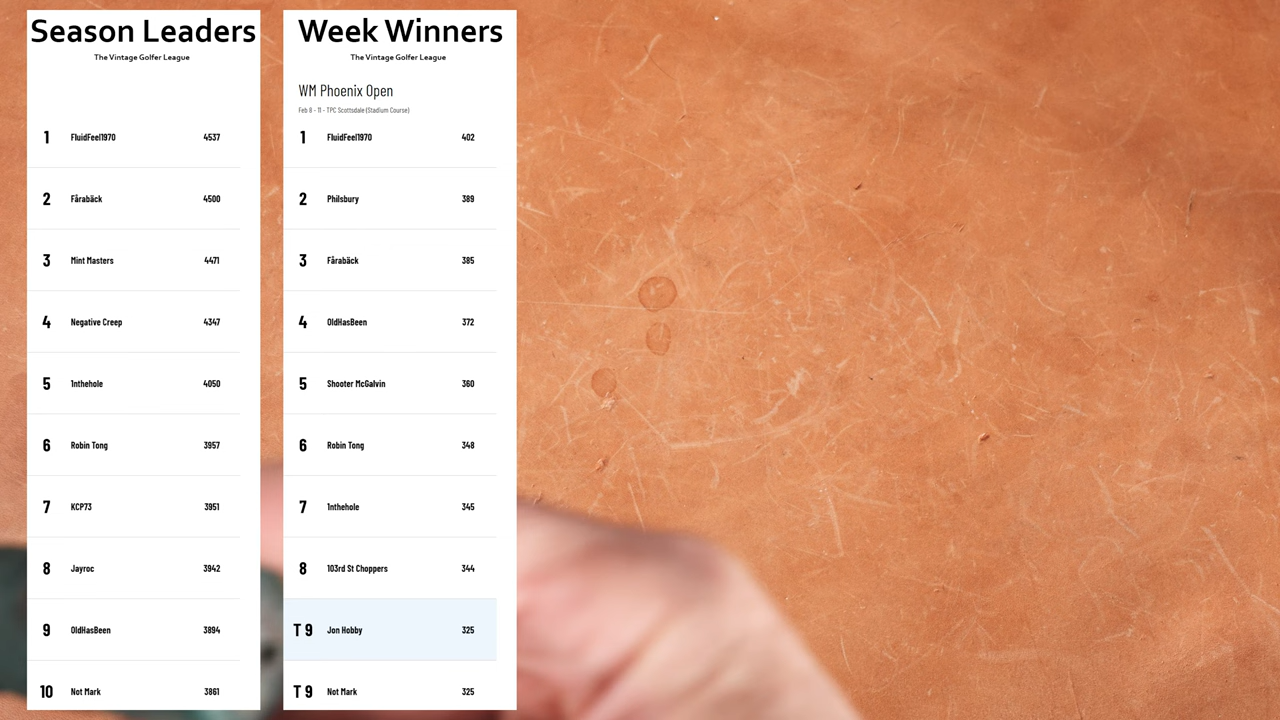 Season Leaders
The Vintage Golfer League
1 FluidFeel1970 4537
2 Fårabäck 4500
3 Mint Masters 4471
4 Negative Creep 4347
5 1nthehole 4050
6 Robin Tong 3957
7 KCP73 3951
8 Jayroc 3942
9 OldHasBeen 3894
10 Not Mark 3861
Week Winners
The Vintage Golfer League
WM Phoenix Open
Feb 8 - 11 - TPC Scottsdale (Stadium Course)
1 FluidFeel1970 402
2 Philsbury 389
3 Fårabäck 385
4 OldHasBeen 372
5 Shooter McGalvin 360
6 Robin Tong 348
7 1nthehole 345
8 103rd St Choppers 344
T 9 Jon Hobby 325
T 9 Not Mark 325